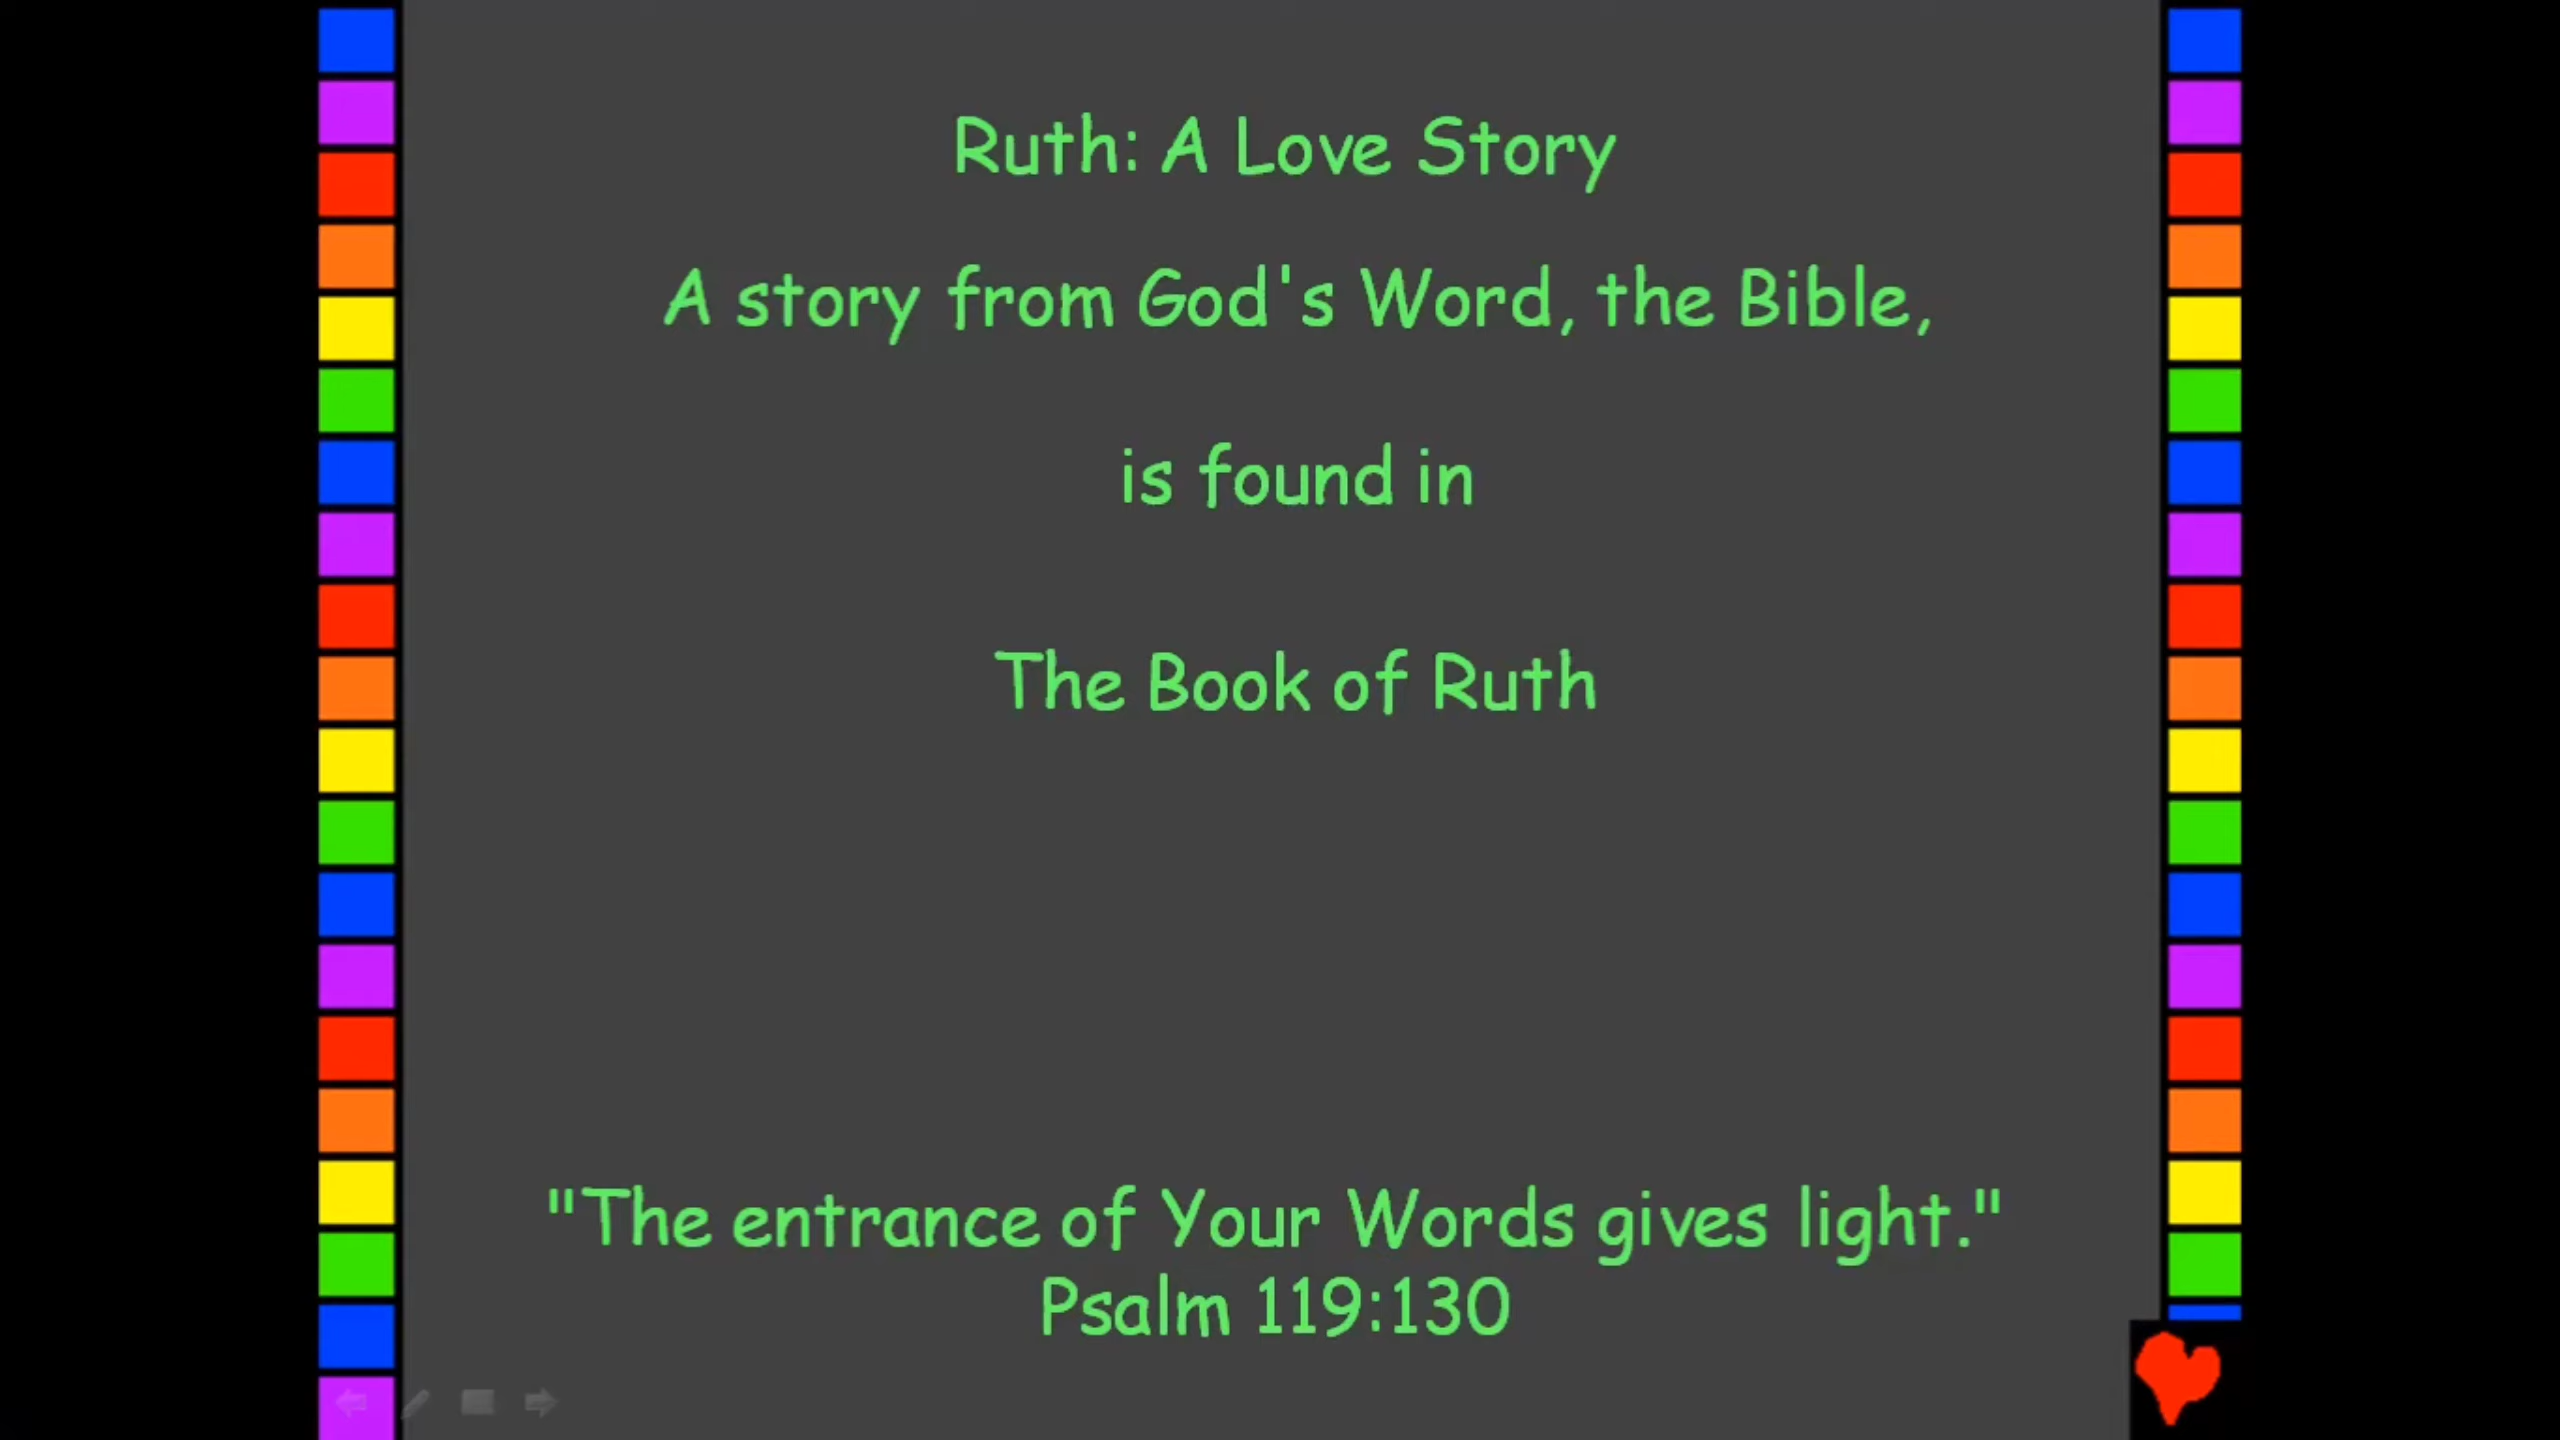 Ruth: A Love Story
A story from God's Word, the Bible,
is found in
The Book of Ruth
"The entrance of Your Words gives light."
Psalm 119:130